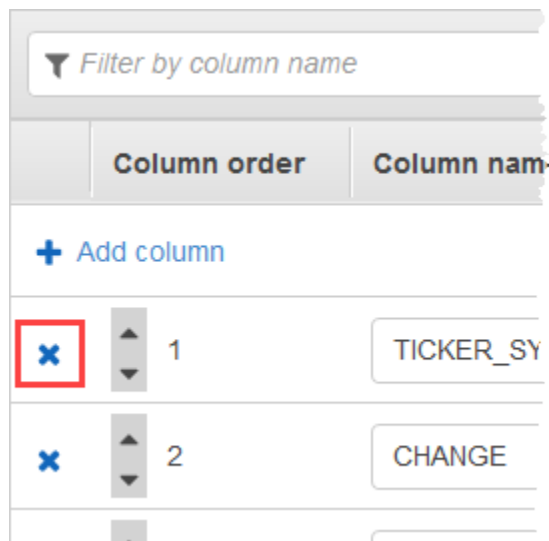 Filter by column name
Column order Column nam
Add column
1 TICKER_SY
2 CHANGE